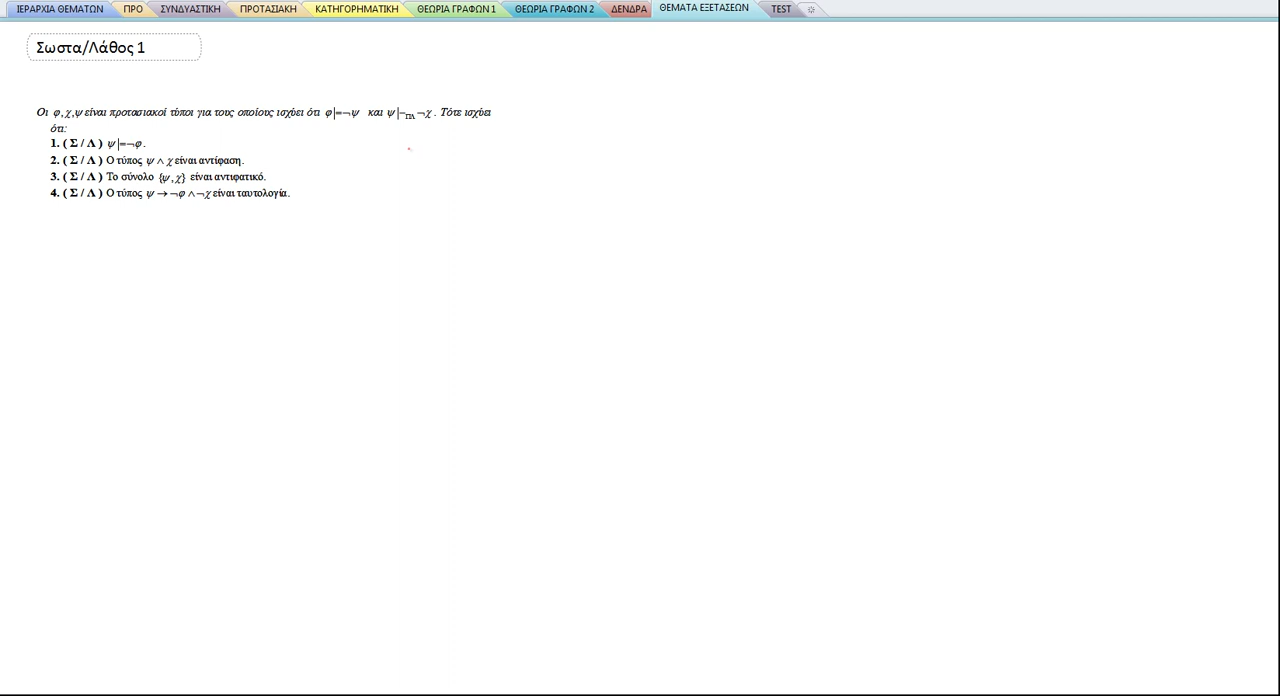 ΙΕΡΑΡΧΙΑ ΘΕΜΑΤΩΝ ΠΡΟ ΣΥΝΔΥΑΣΤΙΚΗ ΠΡΟΤΑΣΙΑΚΗ ΚΑΤΗΓΟΡΗΜΑΤΙΚΗ ΘΕΩΡΙΑ ΓΡΑΦΩΝ 1 ΘΕΩΡΙΑ ΓΡΑΦΩΝ 2 ΔΕΝΔΡΑ ΘΕΜΑΤΑ ΕΞΕΤΑΣΕΩΝ TEST
Σωστα/Λάθος 1
Οι φ,χ,ψ είναι προτασιακοί τύποι για τους οποίους ισχύει ότι φ|=¬ψ και ψ|−ΠΛ ¬χ. Τότε ισχύει
ότι:
1. ( Σ / Λ ) ψ|=¬φ.
2. ( Σ / Λ ) Ο τύπος ψ ∧ χ είναι αντίφαση.
3. ( Σ / Λ ) Το σύνολο {ψ,χ} είναι αντιφατικό.
4. ( Σ / Λ ) Ο τύπος ψ → ¬φ ∧ ¬χ είναι ταυτολογία.